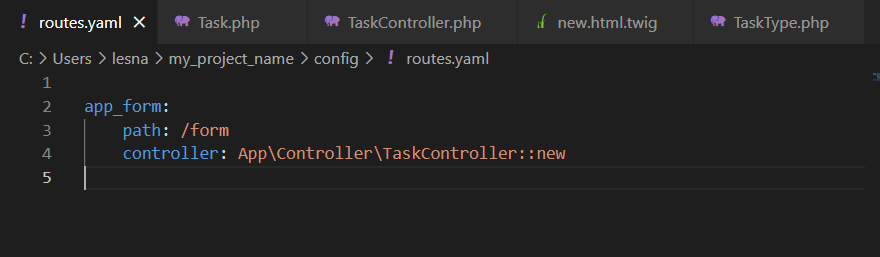 ! routes.yaml × Task.php TaskController.php new.html.twig TaskType.php
C: > Users > lesna > my_project_name > config > ! routes.yaml
1
2 app_form:
3     path: /form
4     controller: App\Controller\TaskController::new
5